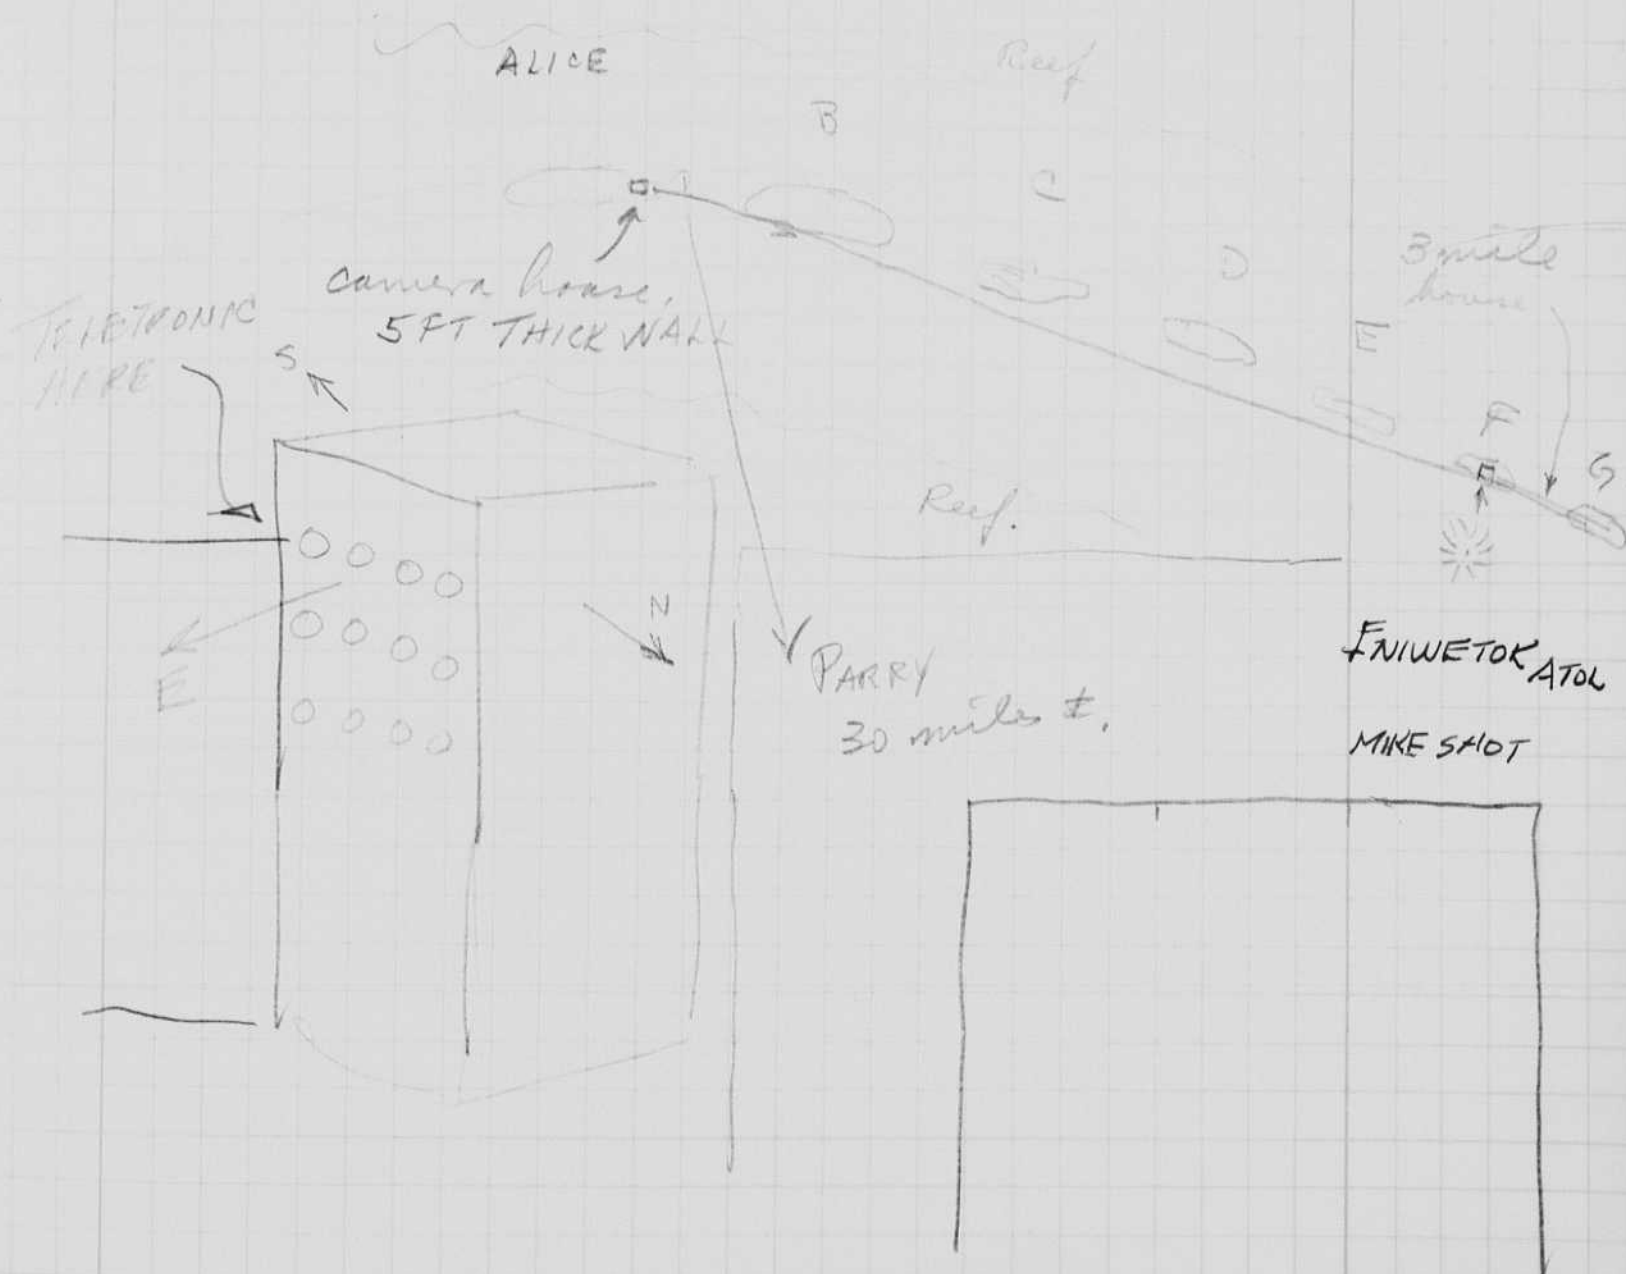 ALICE
Reef
B
C
D
3 mile
house
E
F
G
camera house.
5 FT THICK WALL
TELETRONIC
HERE
S
Reef.
N
E
PARRY
30 miles ±.
ENIWETOK ATOL
MIKE SHOT